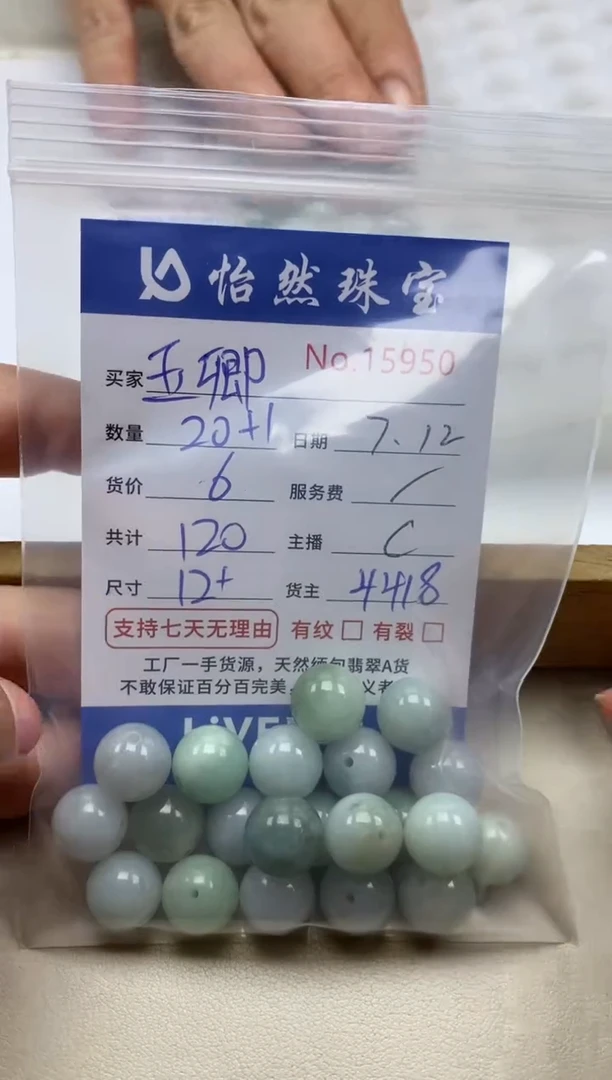 怡然珠宝
No.15950
买家 玉卿
数量 20+1 日期 7.12
货价 6 服务费 /
共计 120 主播 C
尺寸 12+ 货主 4418
支持七天无理由 有纹 □ 有裂 □
工厂一手货源，天然缅甸翡翠A货
不敢保证百分百完美，
LiVE